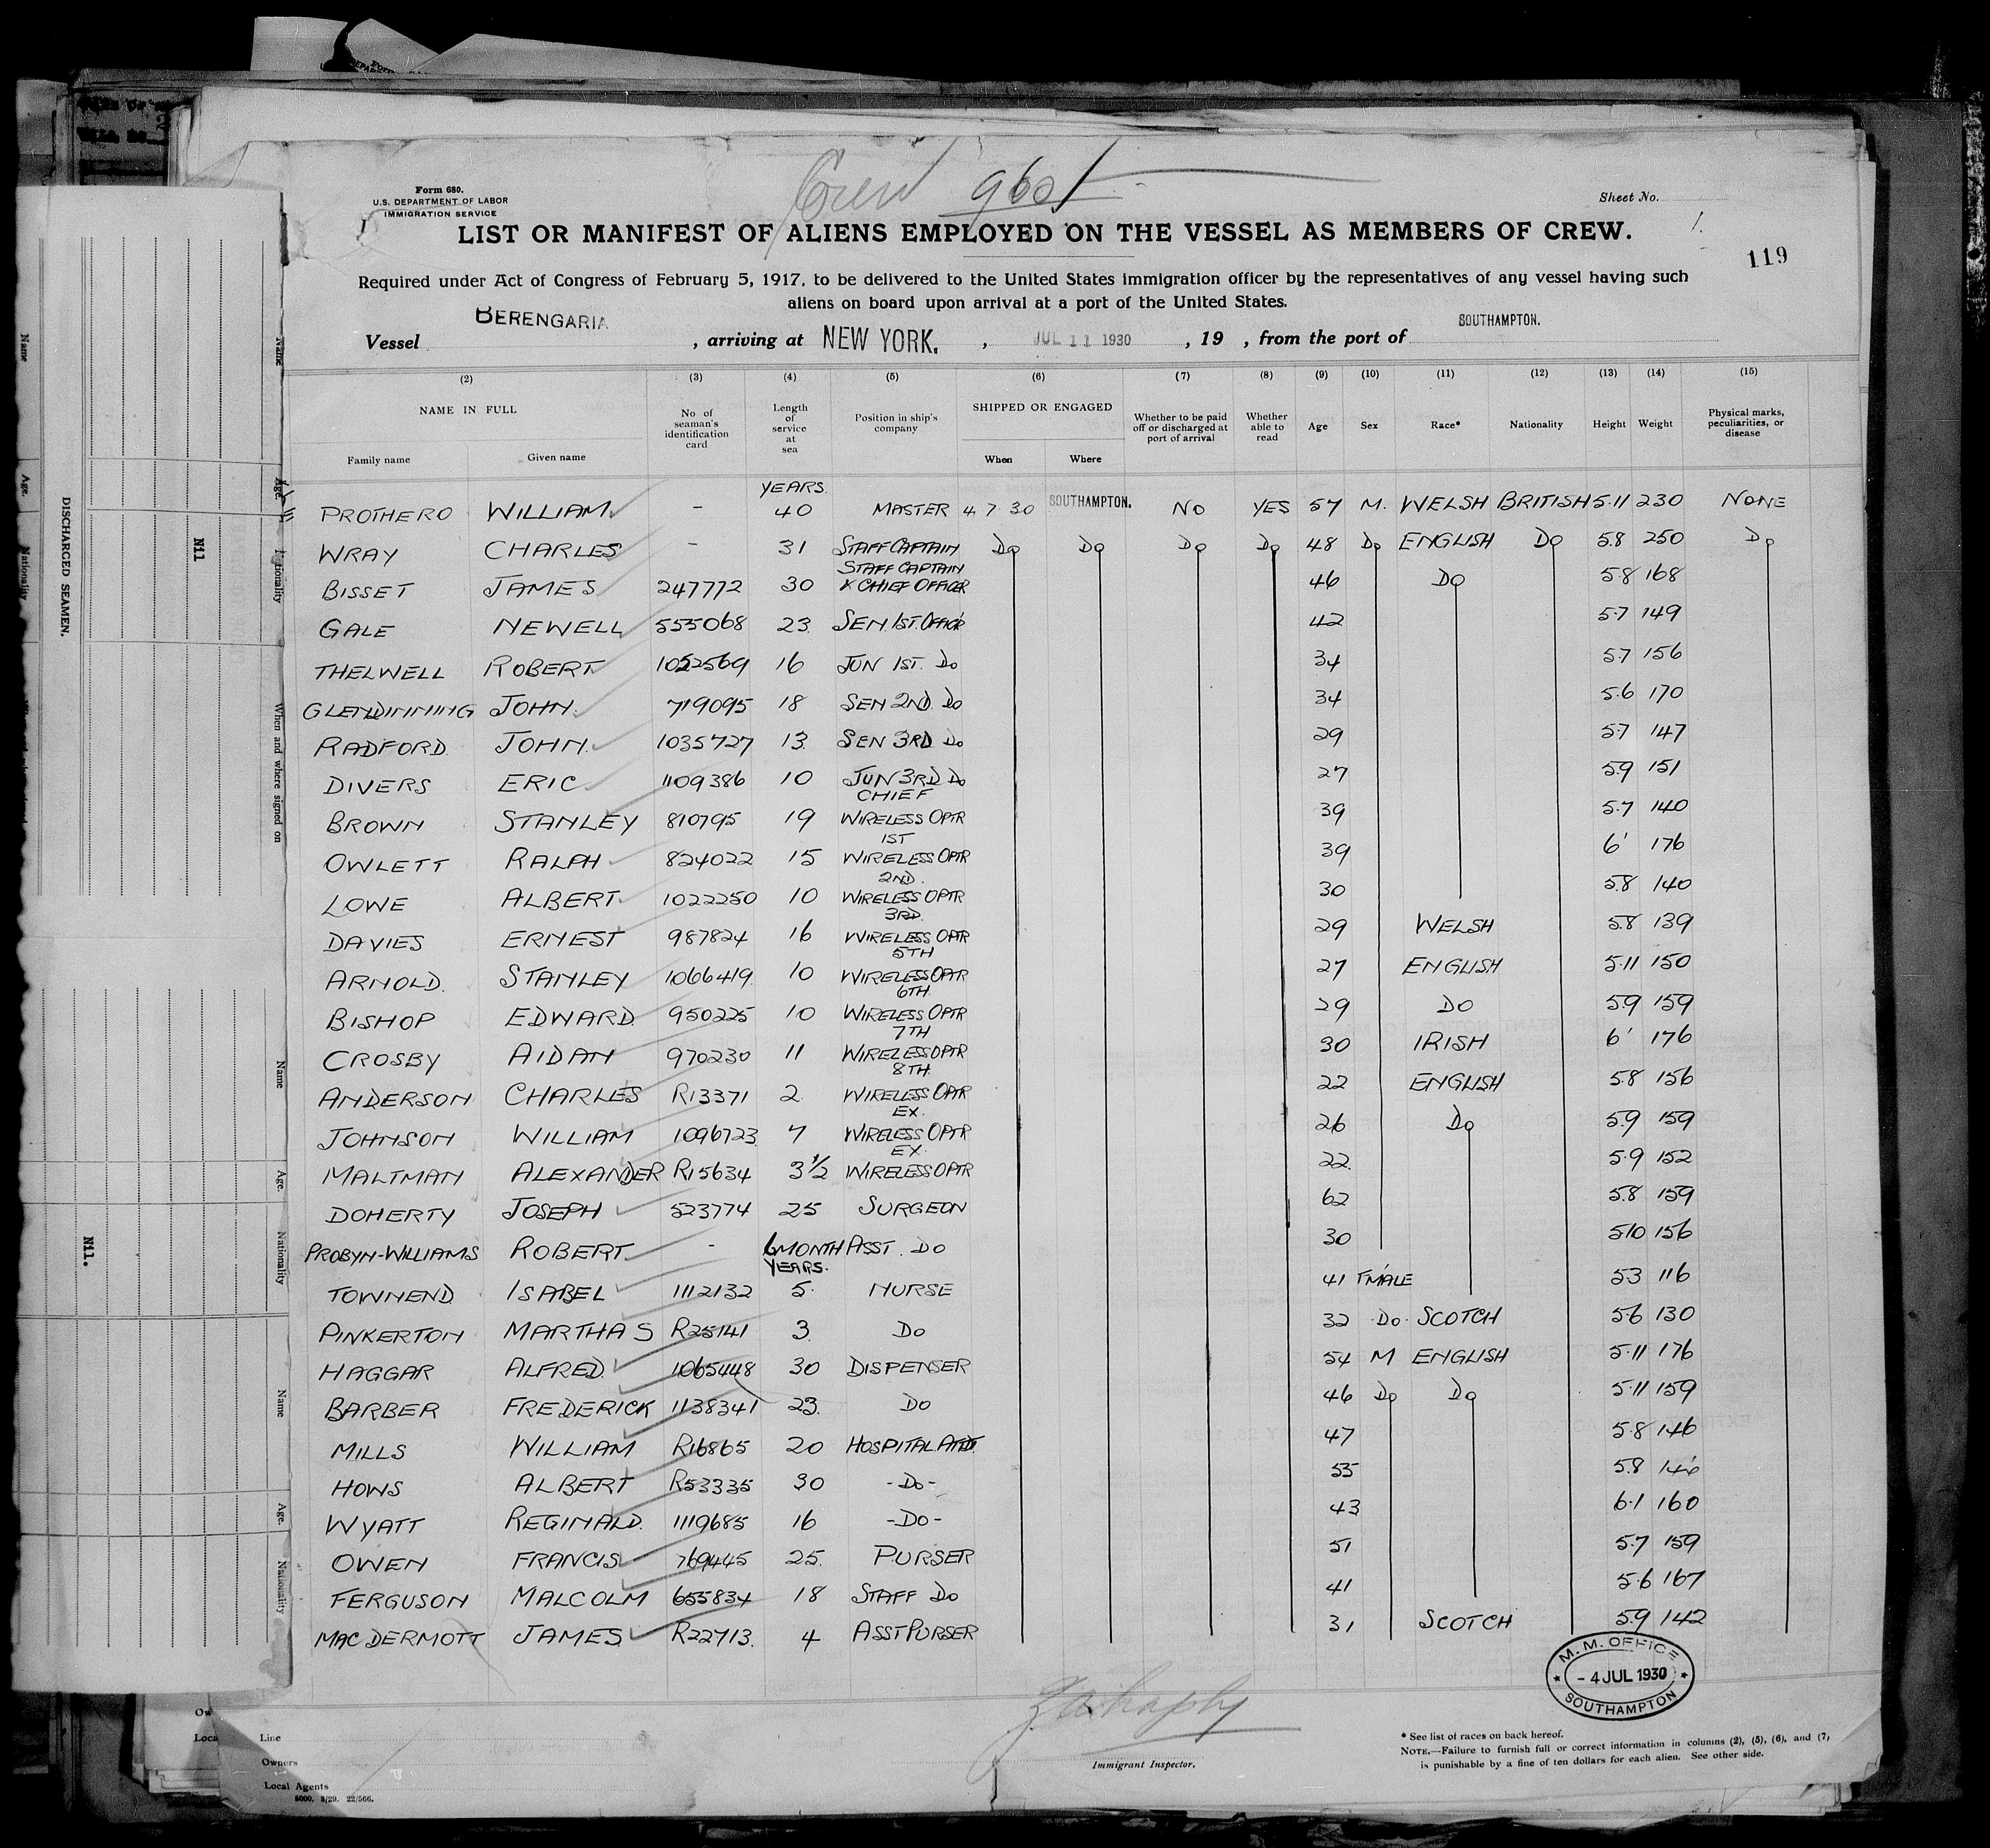 Crew 960
Form 680.
U.S. DEPARTMENT OF LABOR
IMMIGRATION SERVICE
Sheet No. 1.
LIST OR MANIFEST OF ALIENS EMPLOYED ON THE VESSEL AS MEMBERS OF CREW.
119
Required under Act of Congress of February 5, 1917, to be delivered to the United States immigration officer by the representatives of any vessel having such
aliens on board upon arrival at a port of the United States.
Vessel BERENGARIA , arriving at NEW YORK. , JUL 11 1930 , 19 , from the port of SOUTHAMPTON.
(2) (3) (4) (5) (6) (7) (8) (9) (10) (11) (12) (13) (14) (15)
NAME IN FULL No of seaman's identification card Length of service at sea Position in ship's company SHIPPED OR ENGAGED Whether to be paid off or discharged at port of arrival Whether able to read Age Sex Race* Nationality Height Weight Physical marks, peculiarities, or disease
Family name Given name When Where
YEARS.
PROTHERO WILLIAM - 40 MASTER 4 7 30 SOUTHAMPTON. NO YES 57 M. WELSH BRITISH 5.11 230 NONE
WRAY CHARLES - 31 STAFF CAPTAIN Do Do Do Do 48 Do ENGLISH DO 5.8 250 Do
BISSET JAMES 247772 30 STAFF CAPTAIN & CHIEF OFFICER 46 DO 5.8 168
GALE NEWELL 555068 23 SEN. 1ST. OFFICR 42 5.7 149
THELWELL ROBERT 1052569 16 JUN 1ST. Do 34 5.7 156
GLENDINNING JOHN. 719095 18 SEN 2ND. Do 34 5.6 170
RADFORD JOHN. 1035727 13. SEN 3RD Do 29 5.7 147
DIVERS ERIC 1109386 10 JUN 3RD Do 27 5.9 151
BROWN STANLEY 810795 19 CHIEF WIRELESS OPTR 39 5.7 140
OWLETT RALPH 824022 15 1ST WIRELESS OPTR 39 6' 176
LOWE ALBERT 1022250 10 2ND. WIRELESS OPTR 30 5.8 140
DAVIES ERNEST 987824 16 3RD. WIRELESS OPTR 29 WELSH 5.8 139
ARNOLD. STANLEY 1066419 10 5TH WIRELESS OPTR 27 ENGLISH 5.11 150
BISHOP EDWARD 950225 10 6TH. WIRELESS OPTR 29 DO 5.9 159
CROSBY AIDAN 970230 11 7TH WIRELESS OPTR 30 IRISH 6' 176
ANDERSON CHARLES R13371 2. 8TH. WIRELESS OPTR 22 ENGLISH 5.8 156
JOHNSON WILLIAM 1096723 7 EX. WIRELESS OPTR 26 Do 5.9 159
MALTMAN ALEXANDER R15634 3½ EX. WIRELESS OPTR 22. 5.9 152
DOHERTY JOSEPH 523774 25 SURGEON 62 5.8 159
PROBYN-WILLIAMS ROBERT - 6 MONTH ASST. DO 30 5.10 156
YEARS.
TOWNEND ISABEL 1112132 5. NURSE 41 F'MALE 5.3 116
PINKERTON MARTHA S R25141 3. DO 32 Do. SCOTCH 5.6 130
HAGGAR ALFRED. 1065448 30 DISPENSER 54 M ENGLISH 5.11 176
BARBER FREDERICK 1138341 23. DO 46 Do Do 5.11 159
MILLS WILLIAM R16865 20 HOSPITAL ATTD. 47 5.8 146
HOWS ALBERT R53335 30 -Do- 55 5.8 146
WYATT REGINALD. 1119685 16 -Do- 43 6.1 160
OWEN FRANCIS 769445 25. PURSER 51 5.7 159
FERGUSON MALCOLM 655834 18 STAFF Do 41 5.6 167
MAC DERMOTT JAMES R22713. 4 ASST PURSER 31 SCOTCH 5.9 142
M. M. OFFICE
- 4 JUL 1930
SOUTHAMPTON
Immigrant Inspector.
* See list of races on back hereof.
NOTE.—Failure to furnish full or correct information in columns (2), (5), (6), and (7),
is punishable by a fine of ten dollars for each alien. See other side.
Line
Owners
Local Agents
5000. 8/29. 22/566.
DISCHARGED SEAMEN.
Name
Age.
Nationality
When and where signed on
Nil
Name
Age.
Nationality
Nil.
Name
Age.
Nationality